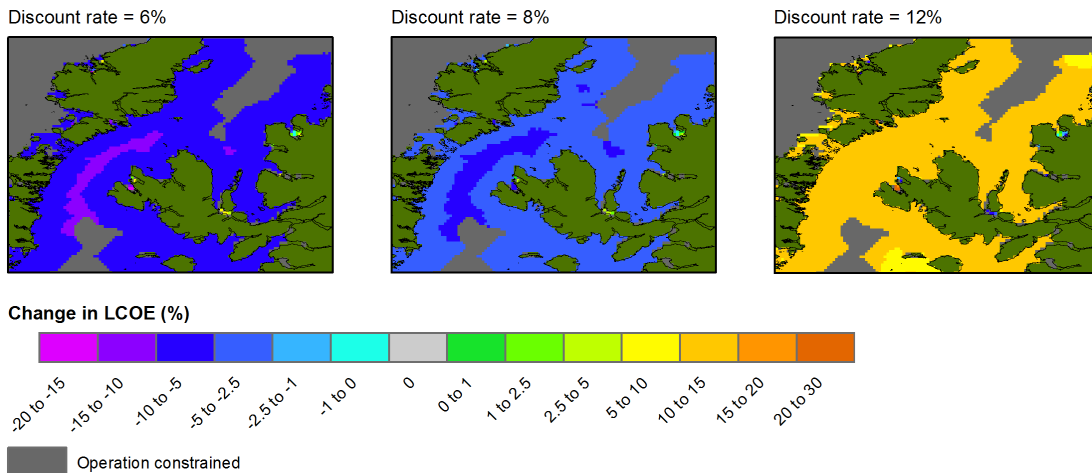 Discount rate = 6%
Discount rate = 8%
Discount rate = 12%
Change in LCOE (%)
-20 to -15
-15 to -10
-10 to -5
-5 to -2.5
-2.5 to -1
-1 to 0
0
0 to 1
1 to 2.5
2.5 to 5
5 to 10
10 to 15
15 to 20
20 to 30
Operation constrained